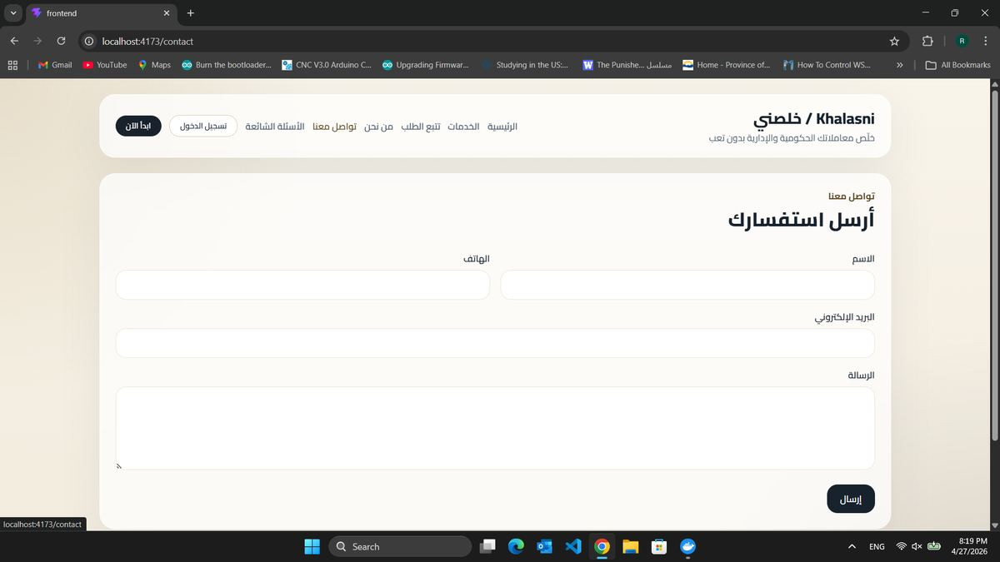 frontend
localhost:4173/contact
Gmail
YouTube
Maps
Burn the bootloader...
CNC V3.0 Arduino C...
Upgrading Firmwar...
Studying in the US:...
The Punishe... مسلسل
Home - Province of...
How To Control WS...
All Bookmarks
Khalasni / خلصني
خلّص معاملاتك الحكومية والإدارية بدون تعب
الرئيسية
الخدمات
تتبع الطلب
من نحن
تواصل معنا
الأسئلة الشائعة
تسجيل الدخول
ابدأ الآن
تواصل معنا
أرسل استفسارك
الاسم
الهاتف
البريد الإلكتروني
الرسالة
إرسال
localhost:4173/contact
Search
ENG
8:19 PM
4/27/2026
R